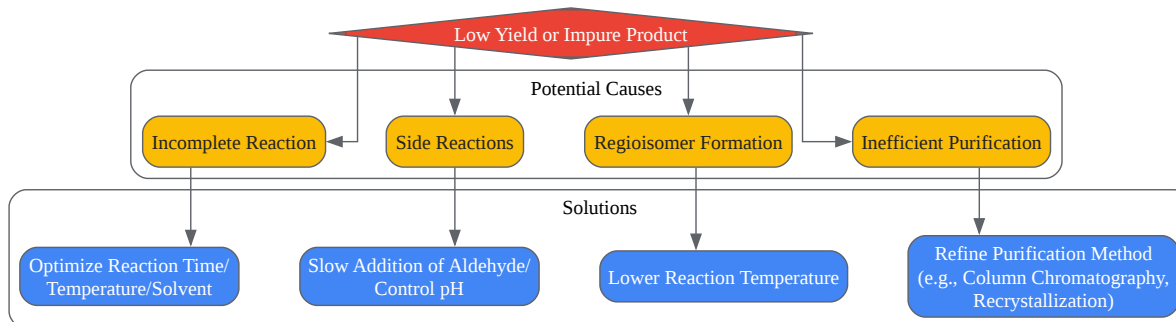 Low Yield or Impure Product
Potential Causes
Incomplete Reaction
Side Reactions
Regioisomer Formation
Inefficient Purification
Solutions
Optimize Reaction Time/
Temperature/Solvent
Slow Addition of Aldehyde/
Control pH
Lower Reaction Temperature
Refine Purification Method
(e.g., Column Chromatography,
Recrystallization)